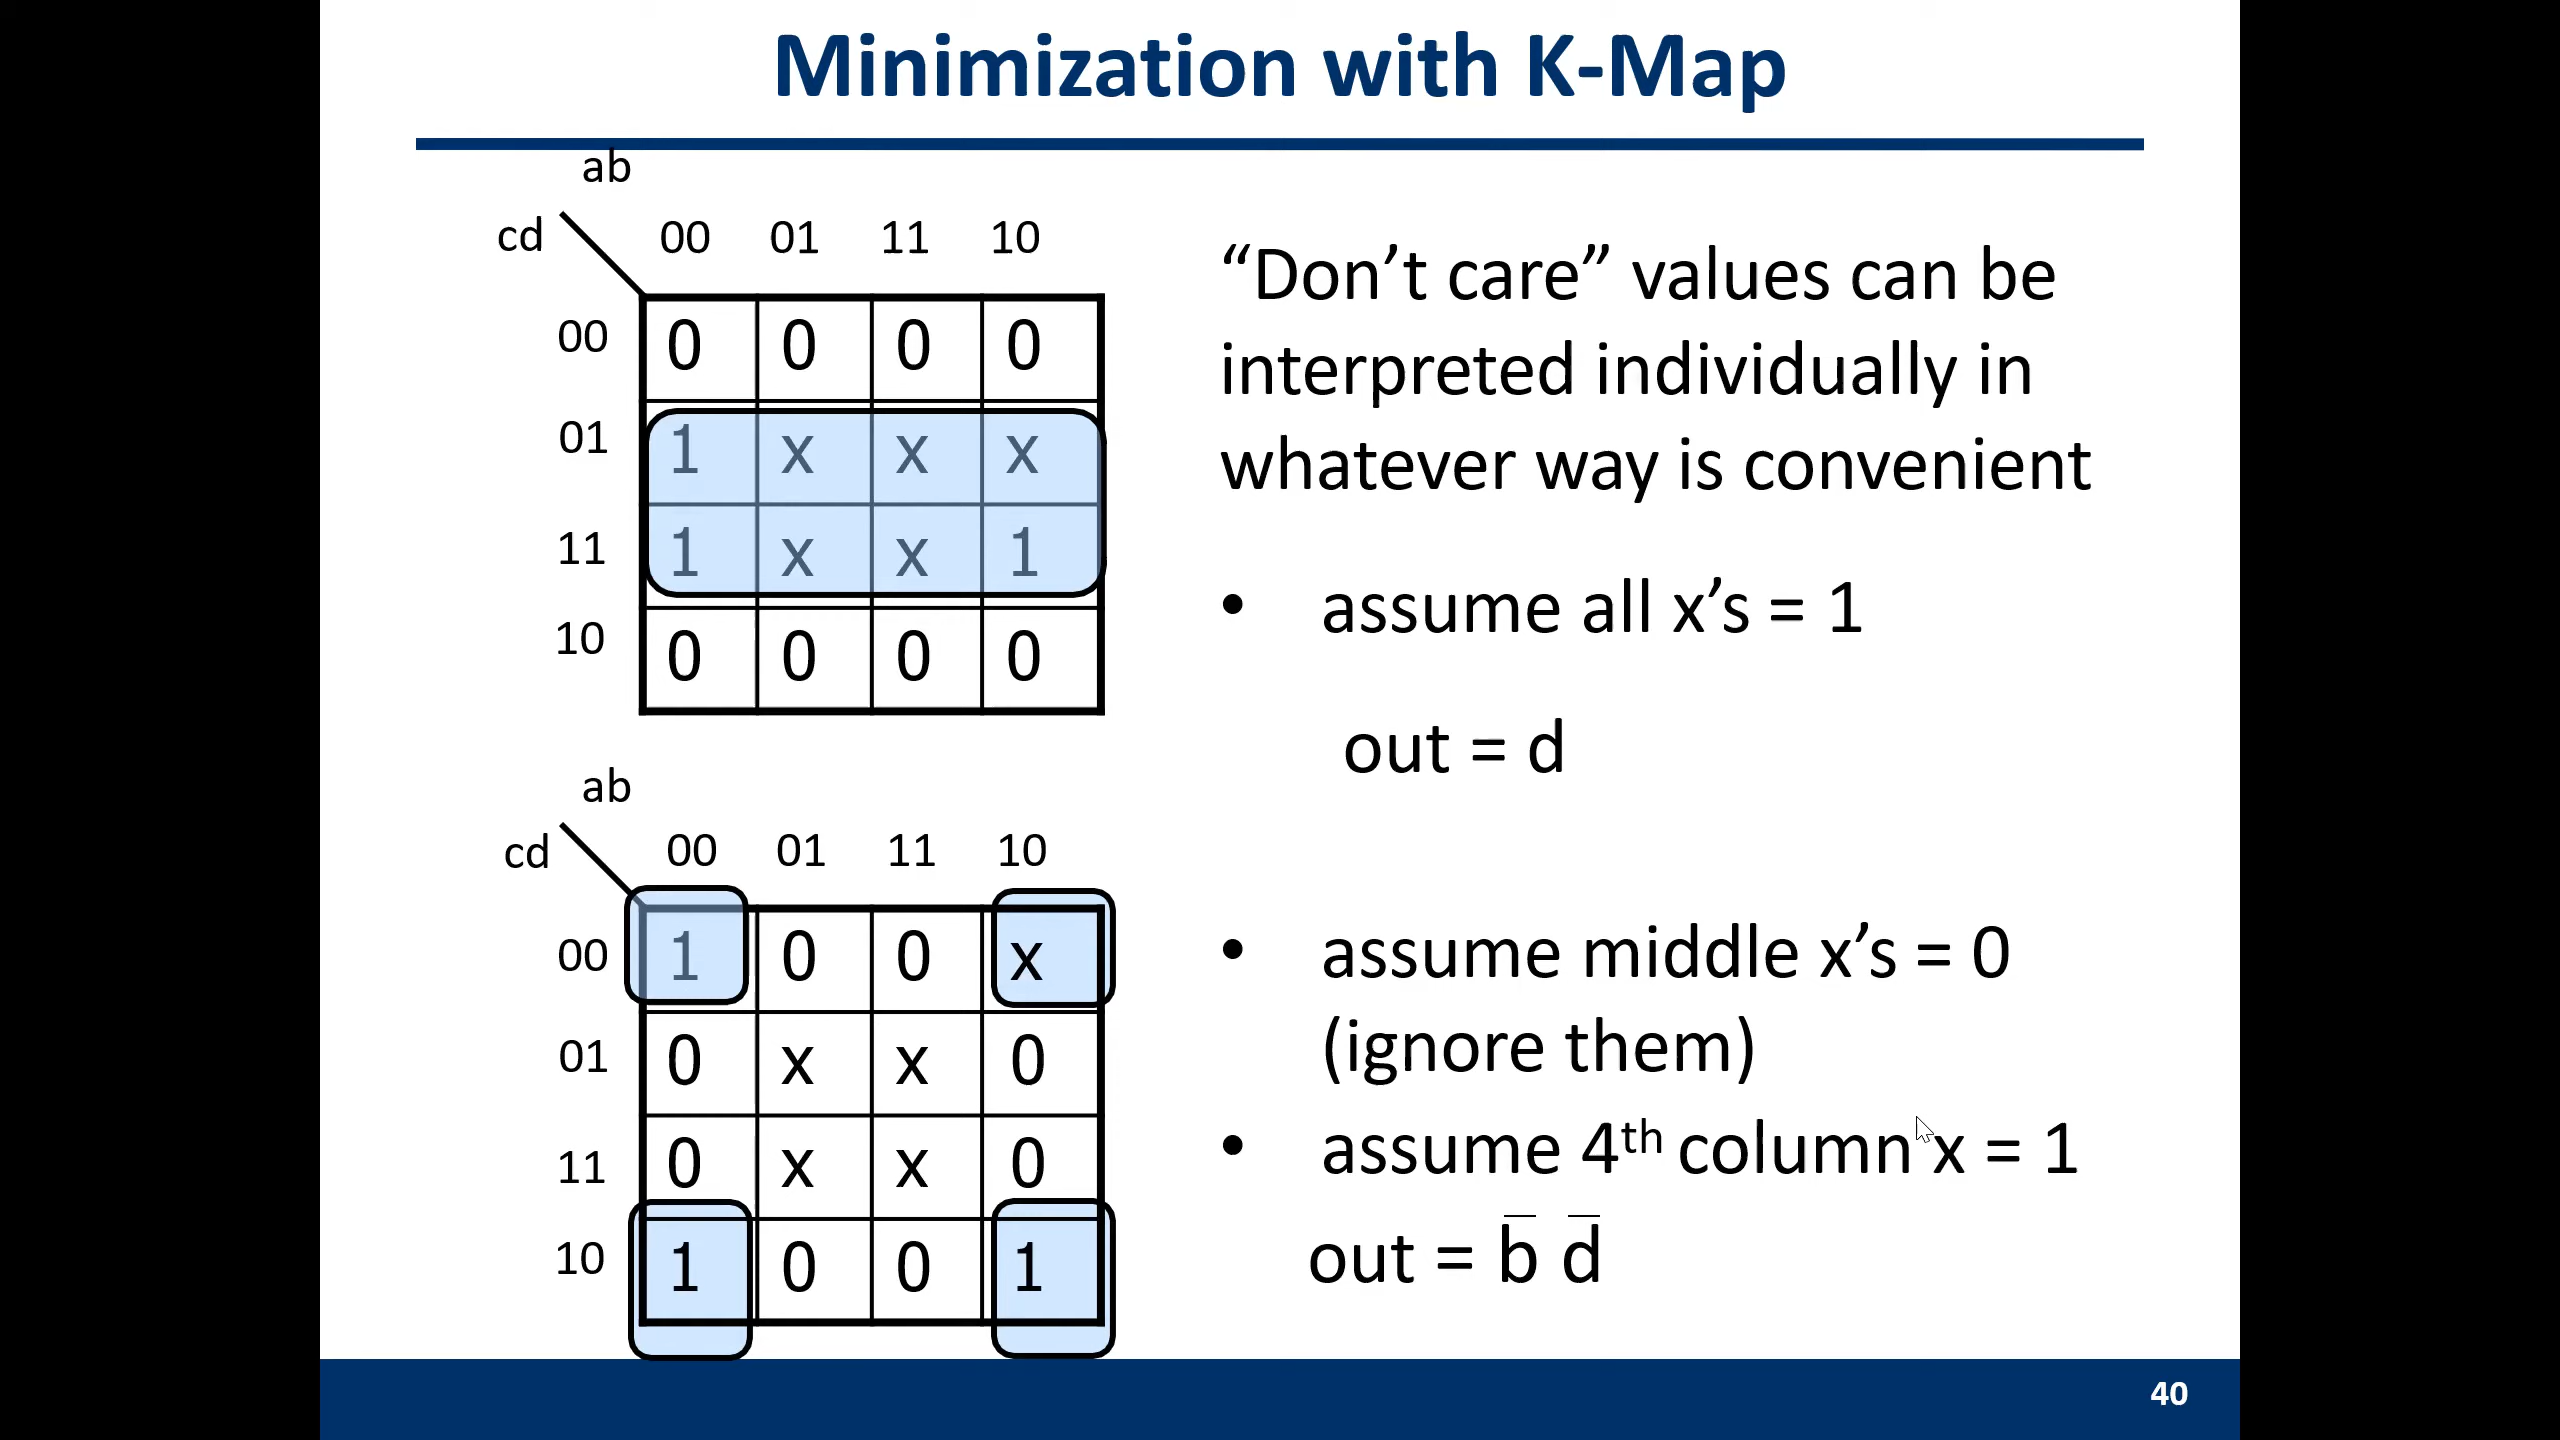 Minimization with K-Map
ab
cd 00 01 11 10
00 0 0 0 0
01 1 x x x
11 1 x x 1
10 0 0 0 0
“Don’t care” values can be
interpreted individually in
whatever way is convenient
• assume all x’s = 1
out = d
ab
cd 00 01 11 10
00 1 0 0 x
01 0 x x 0
11 0 x x 0
10 1 0 0 1
• assume middle x’s = 0
(ignore them)
• assume 4th column x = 1
out = b̅ d̅
40